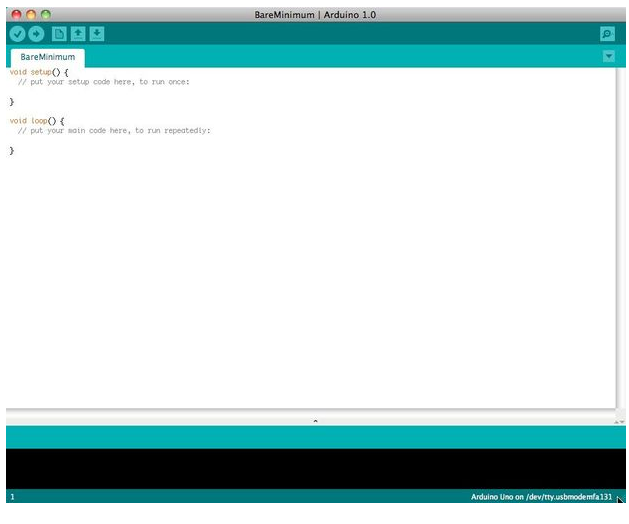 BareMinimum | Arduino 1.0
BareMinimum
void setup() {
// put your setup code here, to run once:
}
void loop() {
// put your main code here, to run repeatedly:
}
1
Arduino Uno on /dev/tty.usbmodemfa131